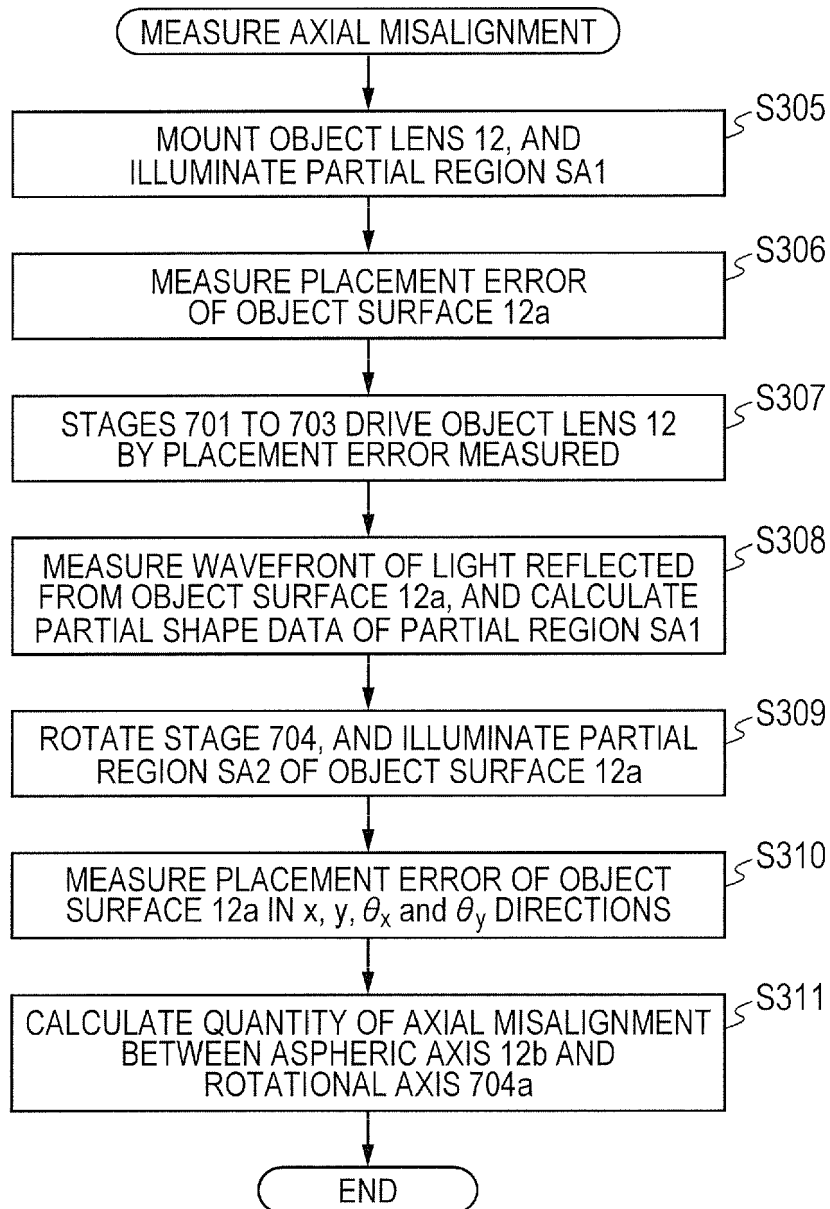 MEASURE AXIAL MISALIGNMENT
S305
MOUNT OBJECT LENS 12, AND
ILLUMINATE PARTIAL REGION SA1
S306
MEASURE PLACEMENT ERROR
OF OBJECT SURFACE 12a
S307
STAGES 701 TO 703 DRIVE OBJECT LENS 12
BY PLACEMENT ERROR MEASURED
S308
MEASURE WAVEFRONT OF LIGHT REFLECTED
FROM OBJECT SURFACE 12a, AND CALCULATE
PARTIAL SHAPE DATA OF PARTIAL REGION SA1
S309
ROTATE STAGE 704, AND ILLUMINATE PARTIAL
REGION SA2 OF OBJECT SURFACE 12a
S310
MEASURE PLACEMENT ERROR OF OBJECT
SURFACE 12a IN x, y, θx and θy DIRECTIONS
S311
CALCULATE QUANTITY OF AXIAL MISALIGNMENT
BETWEEN ASPHERIC AXIS 12b AND
ROTATIONAL AXIS 704a
END